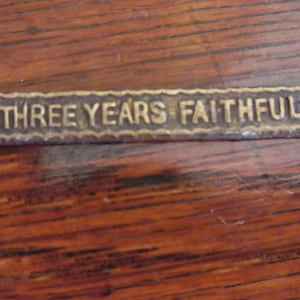 THREE YEARS · FAITHFUL